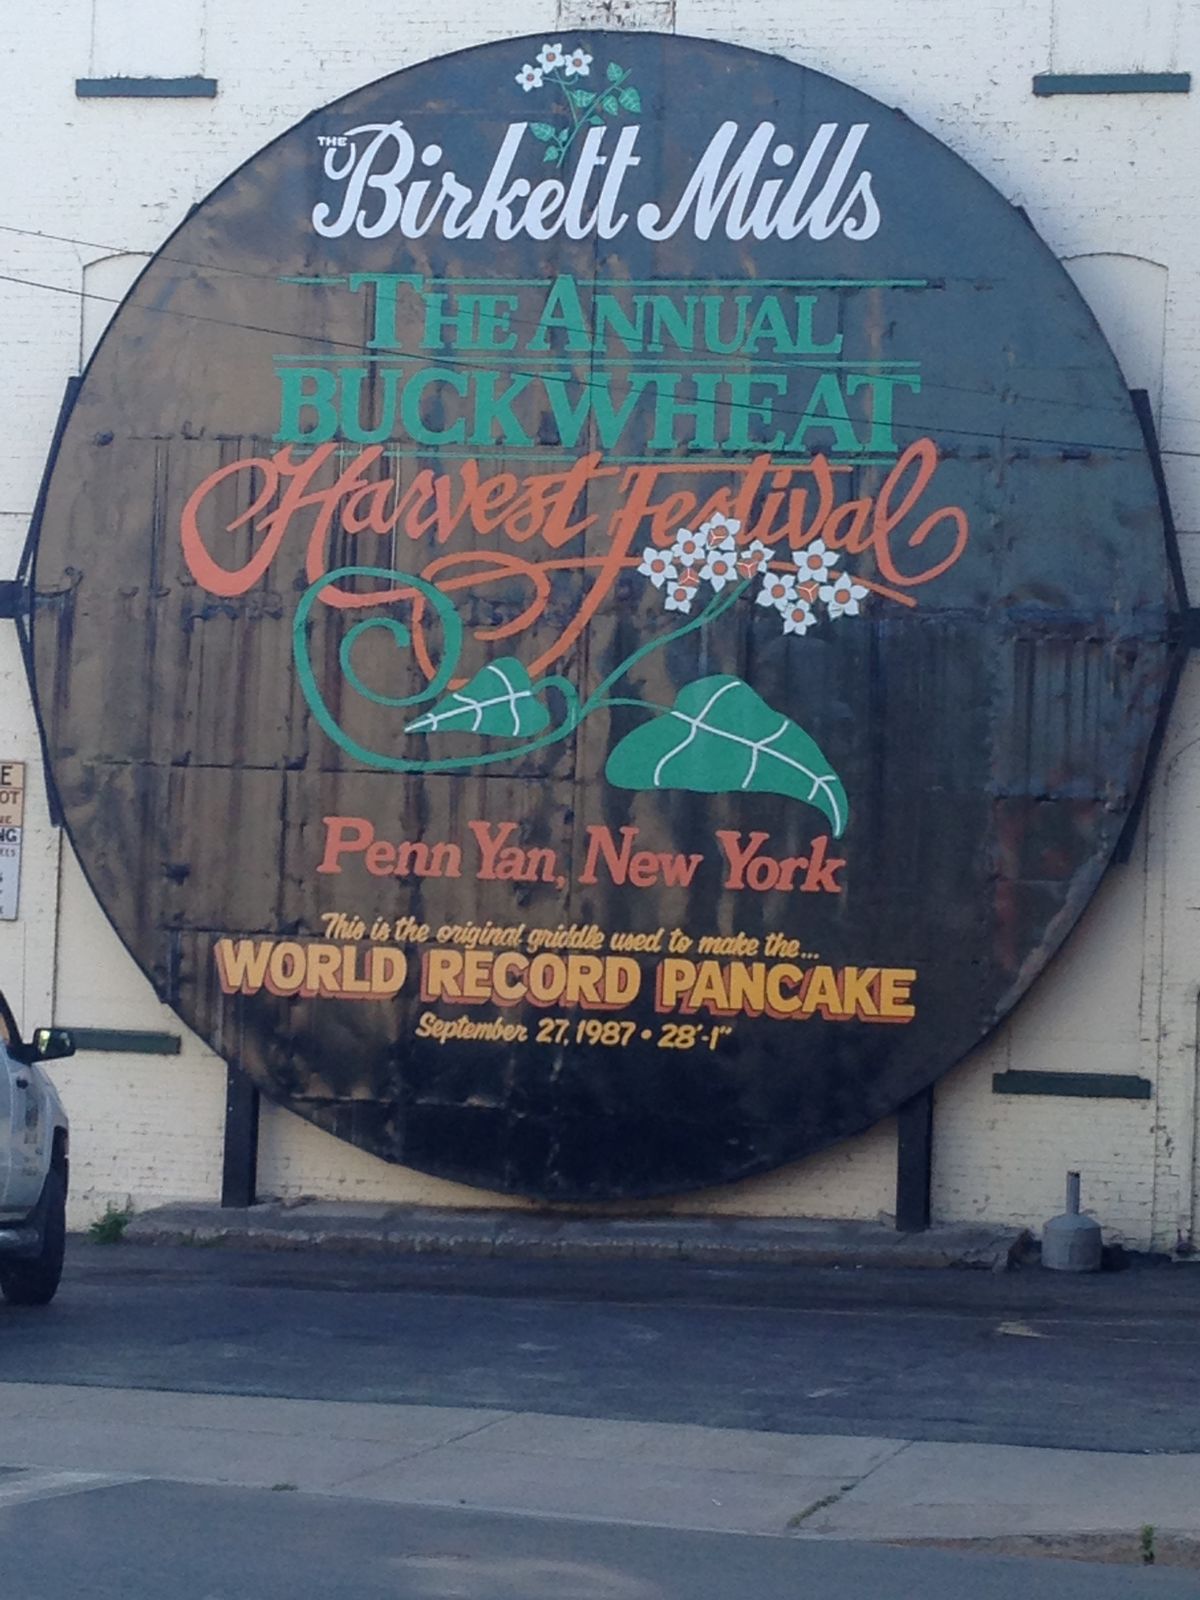 THE
Birkett Mills
THE ANNUAL
BUCKWHEAT
Harvest Festival
Penn Yan, New York
This is the original griddle used to make the...
WORLD RECORD PANCAKE
September 27, 1987 • 28'-1"